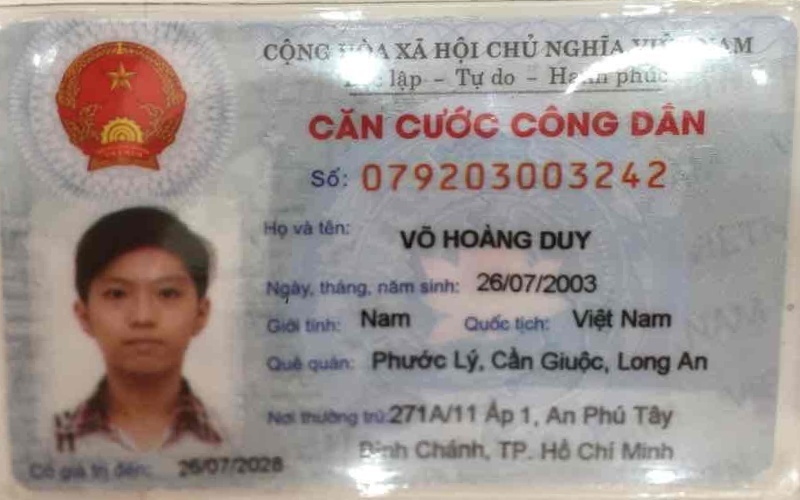 CỘNG HÒA XÃ HỘI CHỦ NGHĨA VIỆT NAM
lập - Tự do - Hạnh phúc
CĂN CƯỚC CÔNG DÂN
Số: 079203003242
Họ và tên: VÕ HOÀNG DUY
Ngày, tháng, năm sinh: 26/07/2003
Giới tính: Nam Quốc tịch: Việt Nam
Quê quán: Phước Lý, Cần Giuộc, Long An
Nơi thường trú: 271A/11 Ấp 1, An Phú Tây
Bình Chánh, TP. Hồ Chí Minh
Có giá trị đến: 26/07/2028